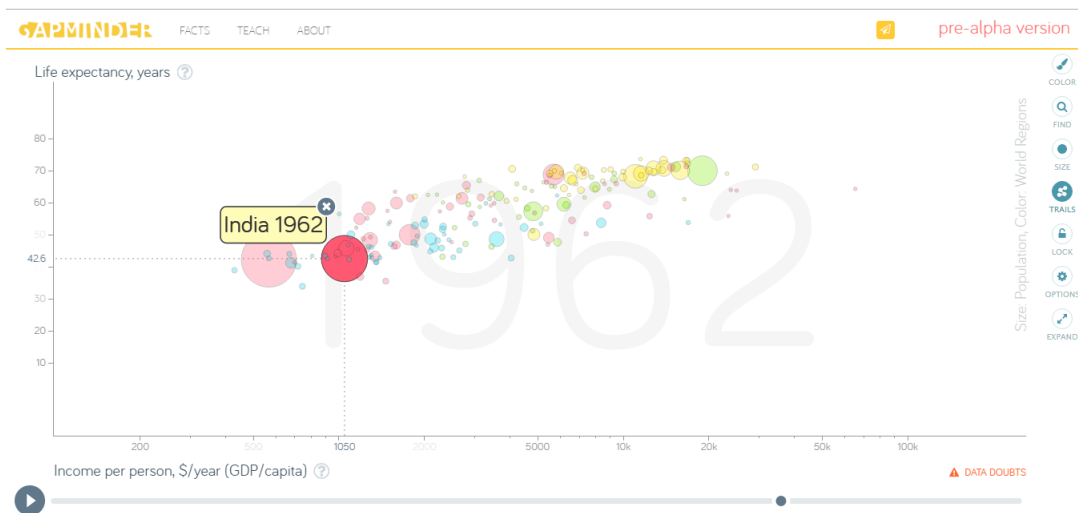 GAPMINDER FACTS TEACH ABOUT pre-alpha version
Life expectancy, years ?
COLOR
FIND
SIZE
TRAILS
LOCK
OPTIONS
EXPAND
Size: Population, Color: World Regions
80
70
60
50
42.6
30
20
10
1962
India 1962
200 500 1050 2000 5000 10k 20k 50k 100k
Income per person, $/year (GDP/capita) ?
DATA DOUBTS